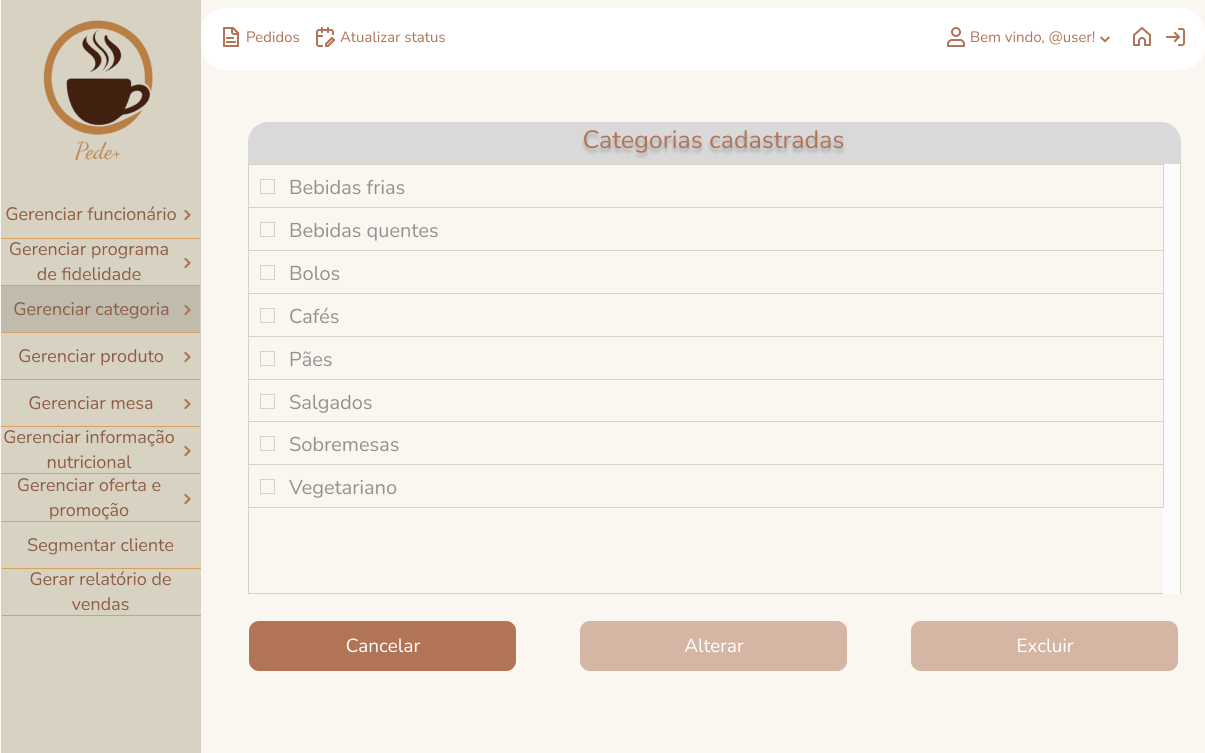 Pede+
Pedidos
Atualizar status
Bem vindo, @user!
Gerenciar funcionário
Gerenciar programa
de fidelidade
Gerenciar categoria
Gerenciar produto
Gerenciar mesa
Gerenciar informação
nutricional
Gerenciar oferta e
promoção
Segmentar cliente
Gerar relatório de
vendas
Categorias cadastradas
Bebidas frias
Bebidas quentes
Bolos
Cafés
Pães
Salgados
Sobremesas
Vegetariano
Cancelar
Alterar
Excluir